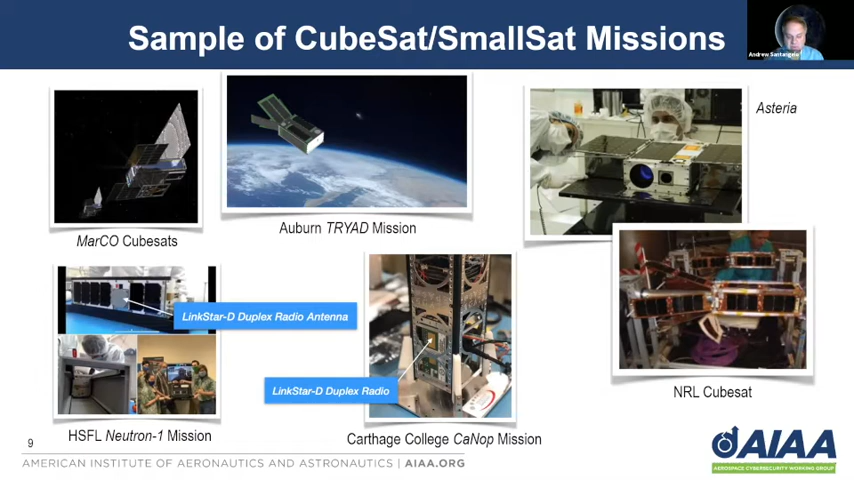 Sample of CubeSat/SmallSat Missions
Andrew Santangelo
Asteria
MarCO Cubesats
Auburn TRYAD Mission
LinkStar-D Duplex Radio Antenna
LinkStar-D Duplex Radio
NRL Cubesat
HSFL Neutron-1 Mission
Carthage College CaNop Mission
9
AMERICAN INSTITUTE OF AERONAUTICS AND ASTRONAUTICS | AIAA.ORG
AIAA
AEROSPACE CYBERSECURITY WORKING GROUP